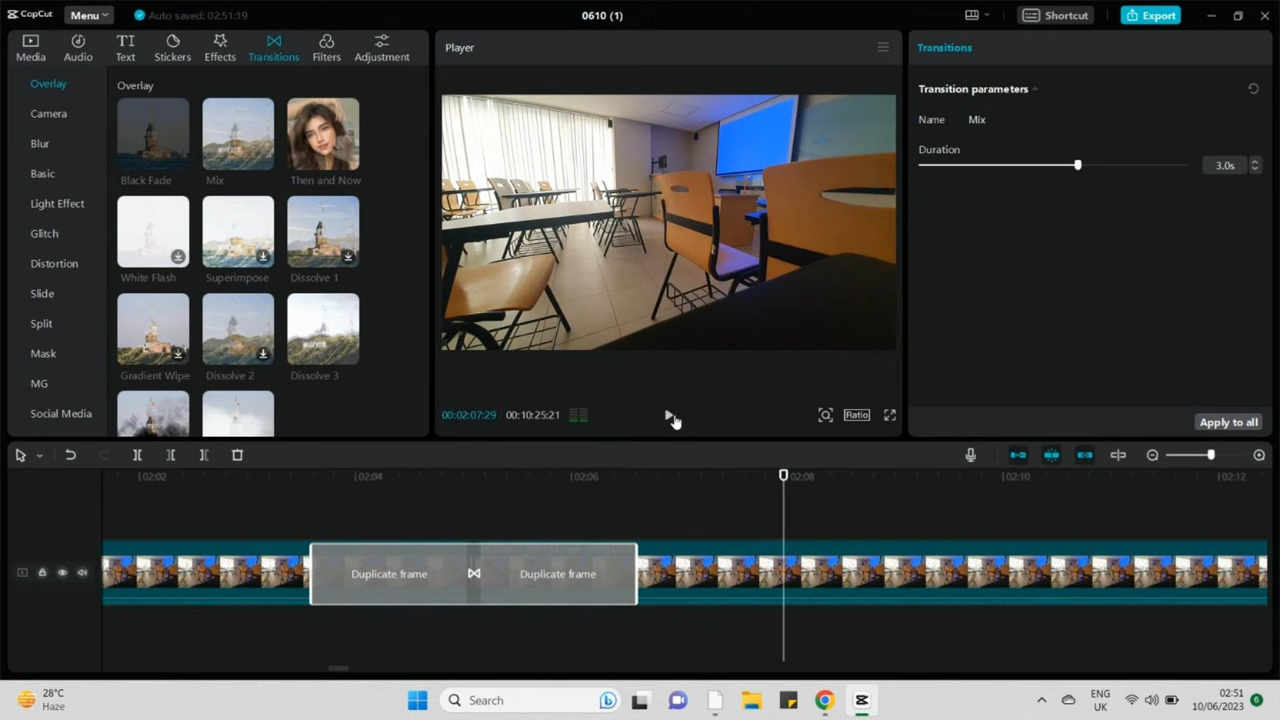 CapCut
Menu
Auto saved: 02:51:19
0610 (1)
Shortcut
Export
Media
Audio
Text
Stickers
Effects
Transitions
Filters
Adjustment
Overlay
Camera
Blur
Basic
Light Effect
Glitch
Distortion
Slide
Split
Mask
MG
Social Media
Overlay
Black Fade
Mix
Then and Now
White Flash
Superimpose
Dissolve 1
Gradient Wipe
Dissolve 2
Dissolve 3
Player
00:02:07:29
00:10:25:21
Ratio
Transitions
Transition parameters
Name
Mix
Duration
3.0s
Apply to all
02:02
02:04
02:06
02:08
02:10
02:12
Duplicate frame
Duplicate frame
28°C
Haze
Search
ENG
UK
02:51
10/06/2023
6